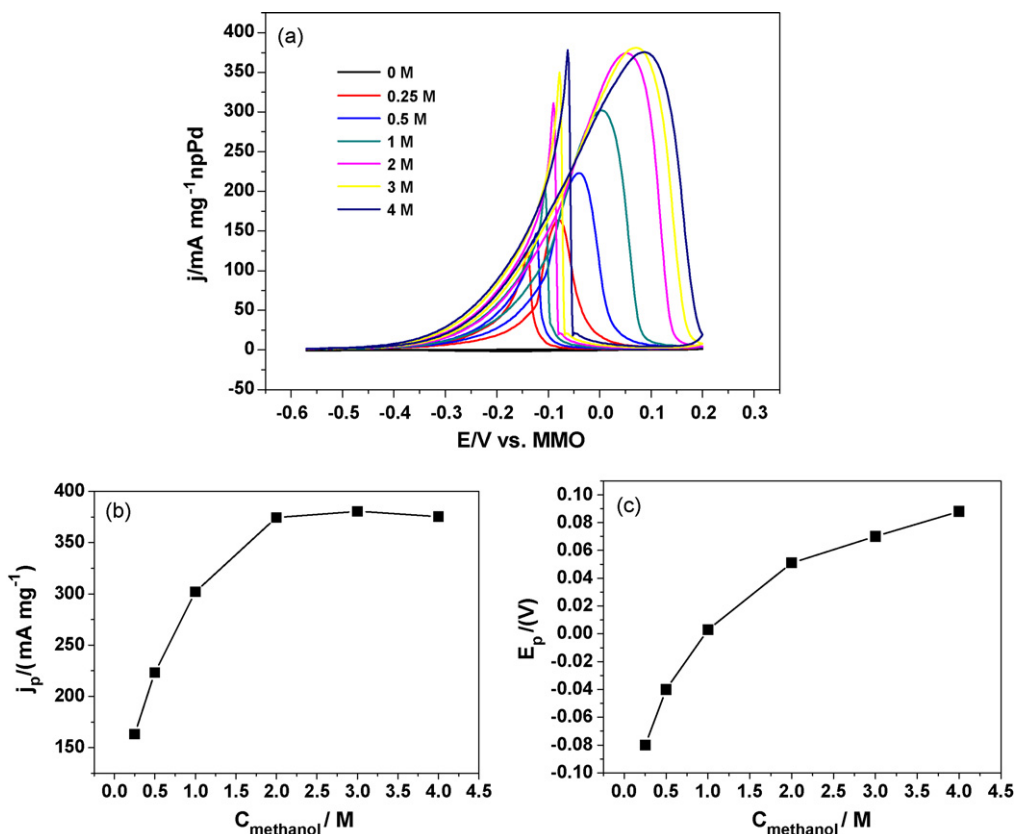 (a)
400
350
300
250
200
150
100
50
0
-50
j/mA mg⁻¹npPd
0 M
0.25 M
0.5 M
1 M
2 M
3 M
4 M
-0.6 -0.5 -0.4 -0.3 -0.2 -0.1 0.0 0.1 0.2 0.3
E/V vs. MMO
(b)
400
350
300
250
200
150
jₚ/(mA mg⁻¹)
0.0 0.5 1.0 1.5 2.0 2.5 3.0 3.5 4.0 4.5
C_methanol / M
(c)
0.10
0.08
0.06
0.04
0.02
0.00
-0.02
-0.04
-0.06
-0.08
-0.10
Eₚ/(V)
0.0 0.5 1.0 1.5 2.0 2.5 3.0 3.5 4.0 4.5
C_methanol / M